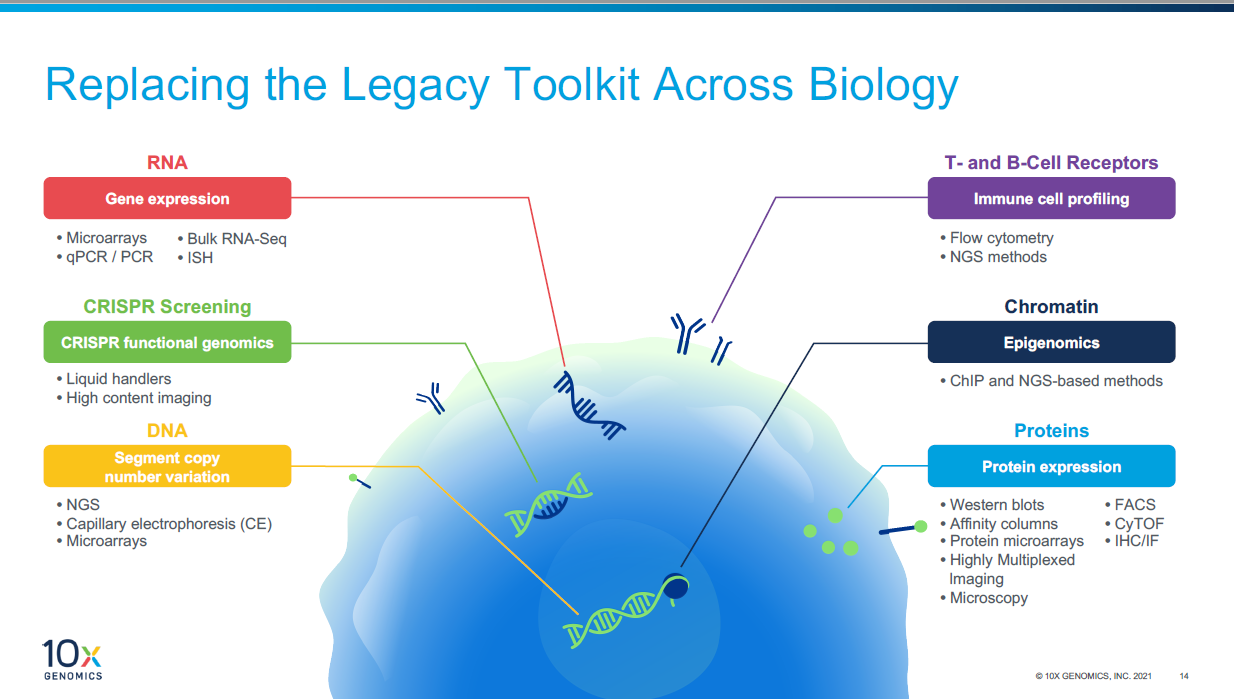 Replacing the Legacy Toolkit Across Biology
RNA
Gene expression
• Microarrays
• qPCR / PCR
• Bulk RNA-Seq
• ISH
CRISPR Screening
CRISPR functional genomics
• Liquid handlers
• High content imaging
DNA
Segment copy
number variation
• NGS
• Capillary electrophoresis (CE)
• Microarrays
T- and B-Cell Receptors
Immune cell profiling
• Flow cytometry
• NGS methods
Chromatin
Epigenomics
• ChIP and NGS-based methods
Proteins
Protein expression
• Western blots
• Affinity columns
• Protein microarrays
• Highly Multiplexed
Imaging
• Microscopy
• FACS
• CyTOF
• IHC/IF
10x
GENOMICS
© 10X GENOMICS, INC. 2021
14